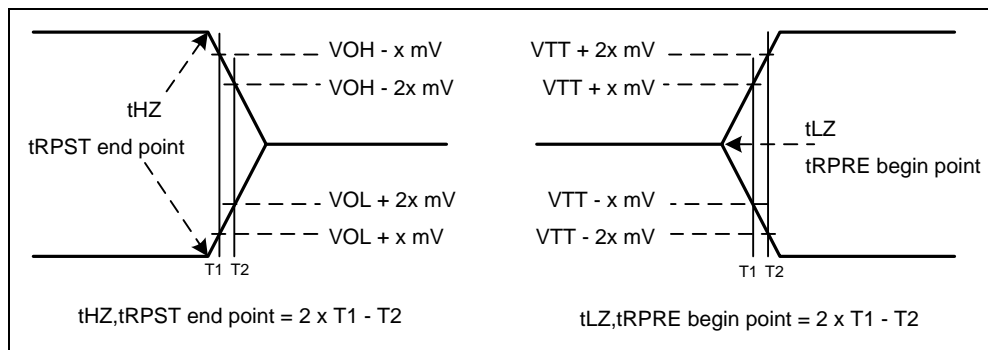 VOH - x mV
VOH - 2x mV
tHZ
tRPST end point
VOL + 2x mV
VOL + x mV
T1 T2
tHZ,tRPST end point = 2 x T1 - T2
VTT + 2x mV
VTT + x mV
tLZ
tRPRE begin point
VTT - x mV
VTT - 2x mV
T1 T2
tLZ,tRPRE begin point = 2 x T1 - T2